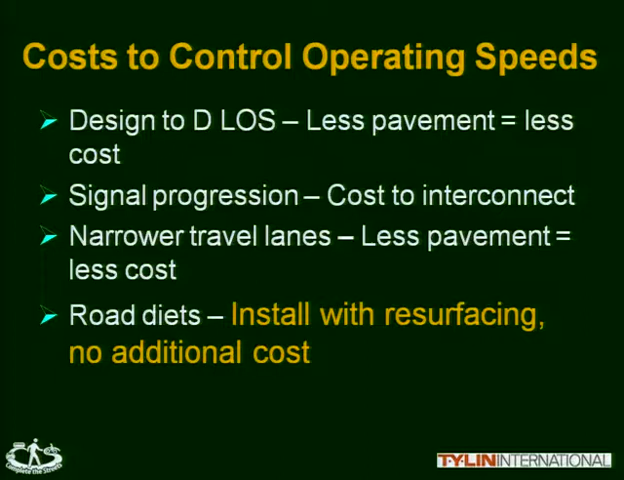 Costs to Control Operating Speeds
Design to D LOS – Less pavement = less
cost
Signal progression – Cost to interconnect
Narrower travel lanes – Less pavement =
less cost
Road diets – Install with resurfacing,
no additional cost
Complete the Streets
TYLININTERNATIONAL